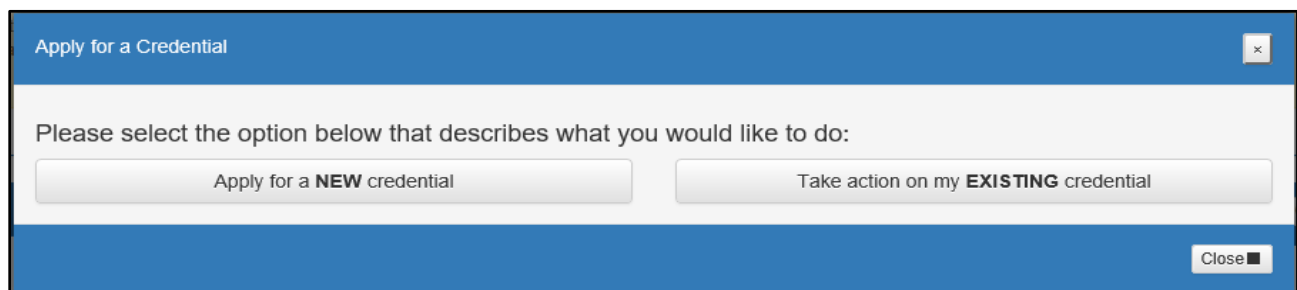 Apply for a Credential
×
Please select the option below that describes what you would like to do:
Apply for a NEW credential
Take action on my EXISTING credential
Close